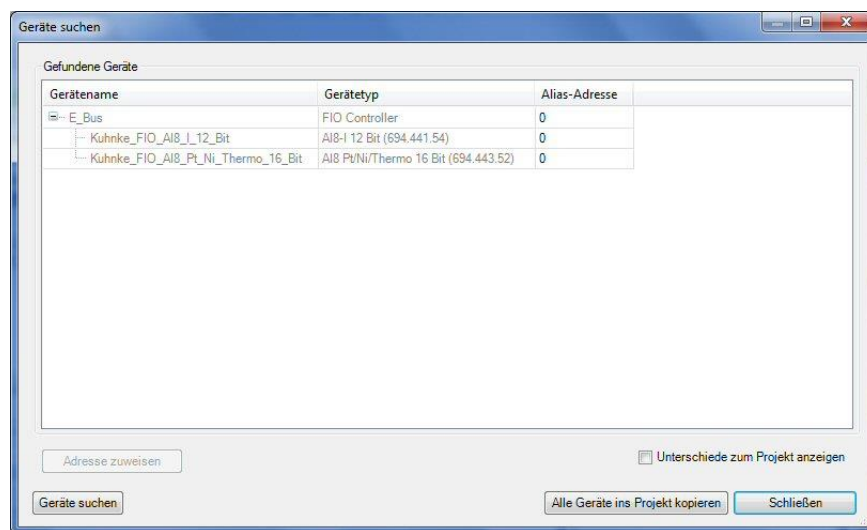 Geräte suchen
Gefundene Geräte
Gerätename Gerätetyp Alias-Adresse
E_Bus FIO Controller 0
Kuhnke_FIO_AI8_I_12_Bit AI8-I 12 Bit (694.441.54) 0
Kuhnke_FIO_AI8_Pt_Ni_Thermo_16_Bit AI8 Pt/Ni/Thermo 16 Bit (694.443.52) 0
Adresse zuweisen Unterschiede zum Projekt anzeigen
Geräte suchen Alle Geräte ins Projekt kopieren Schließen